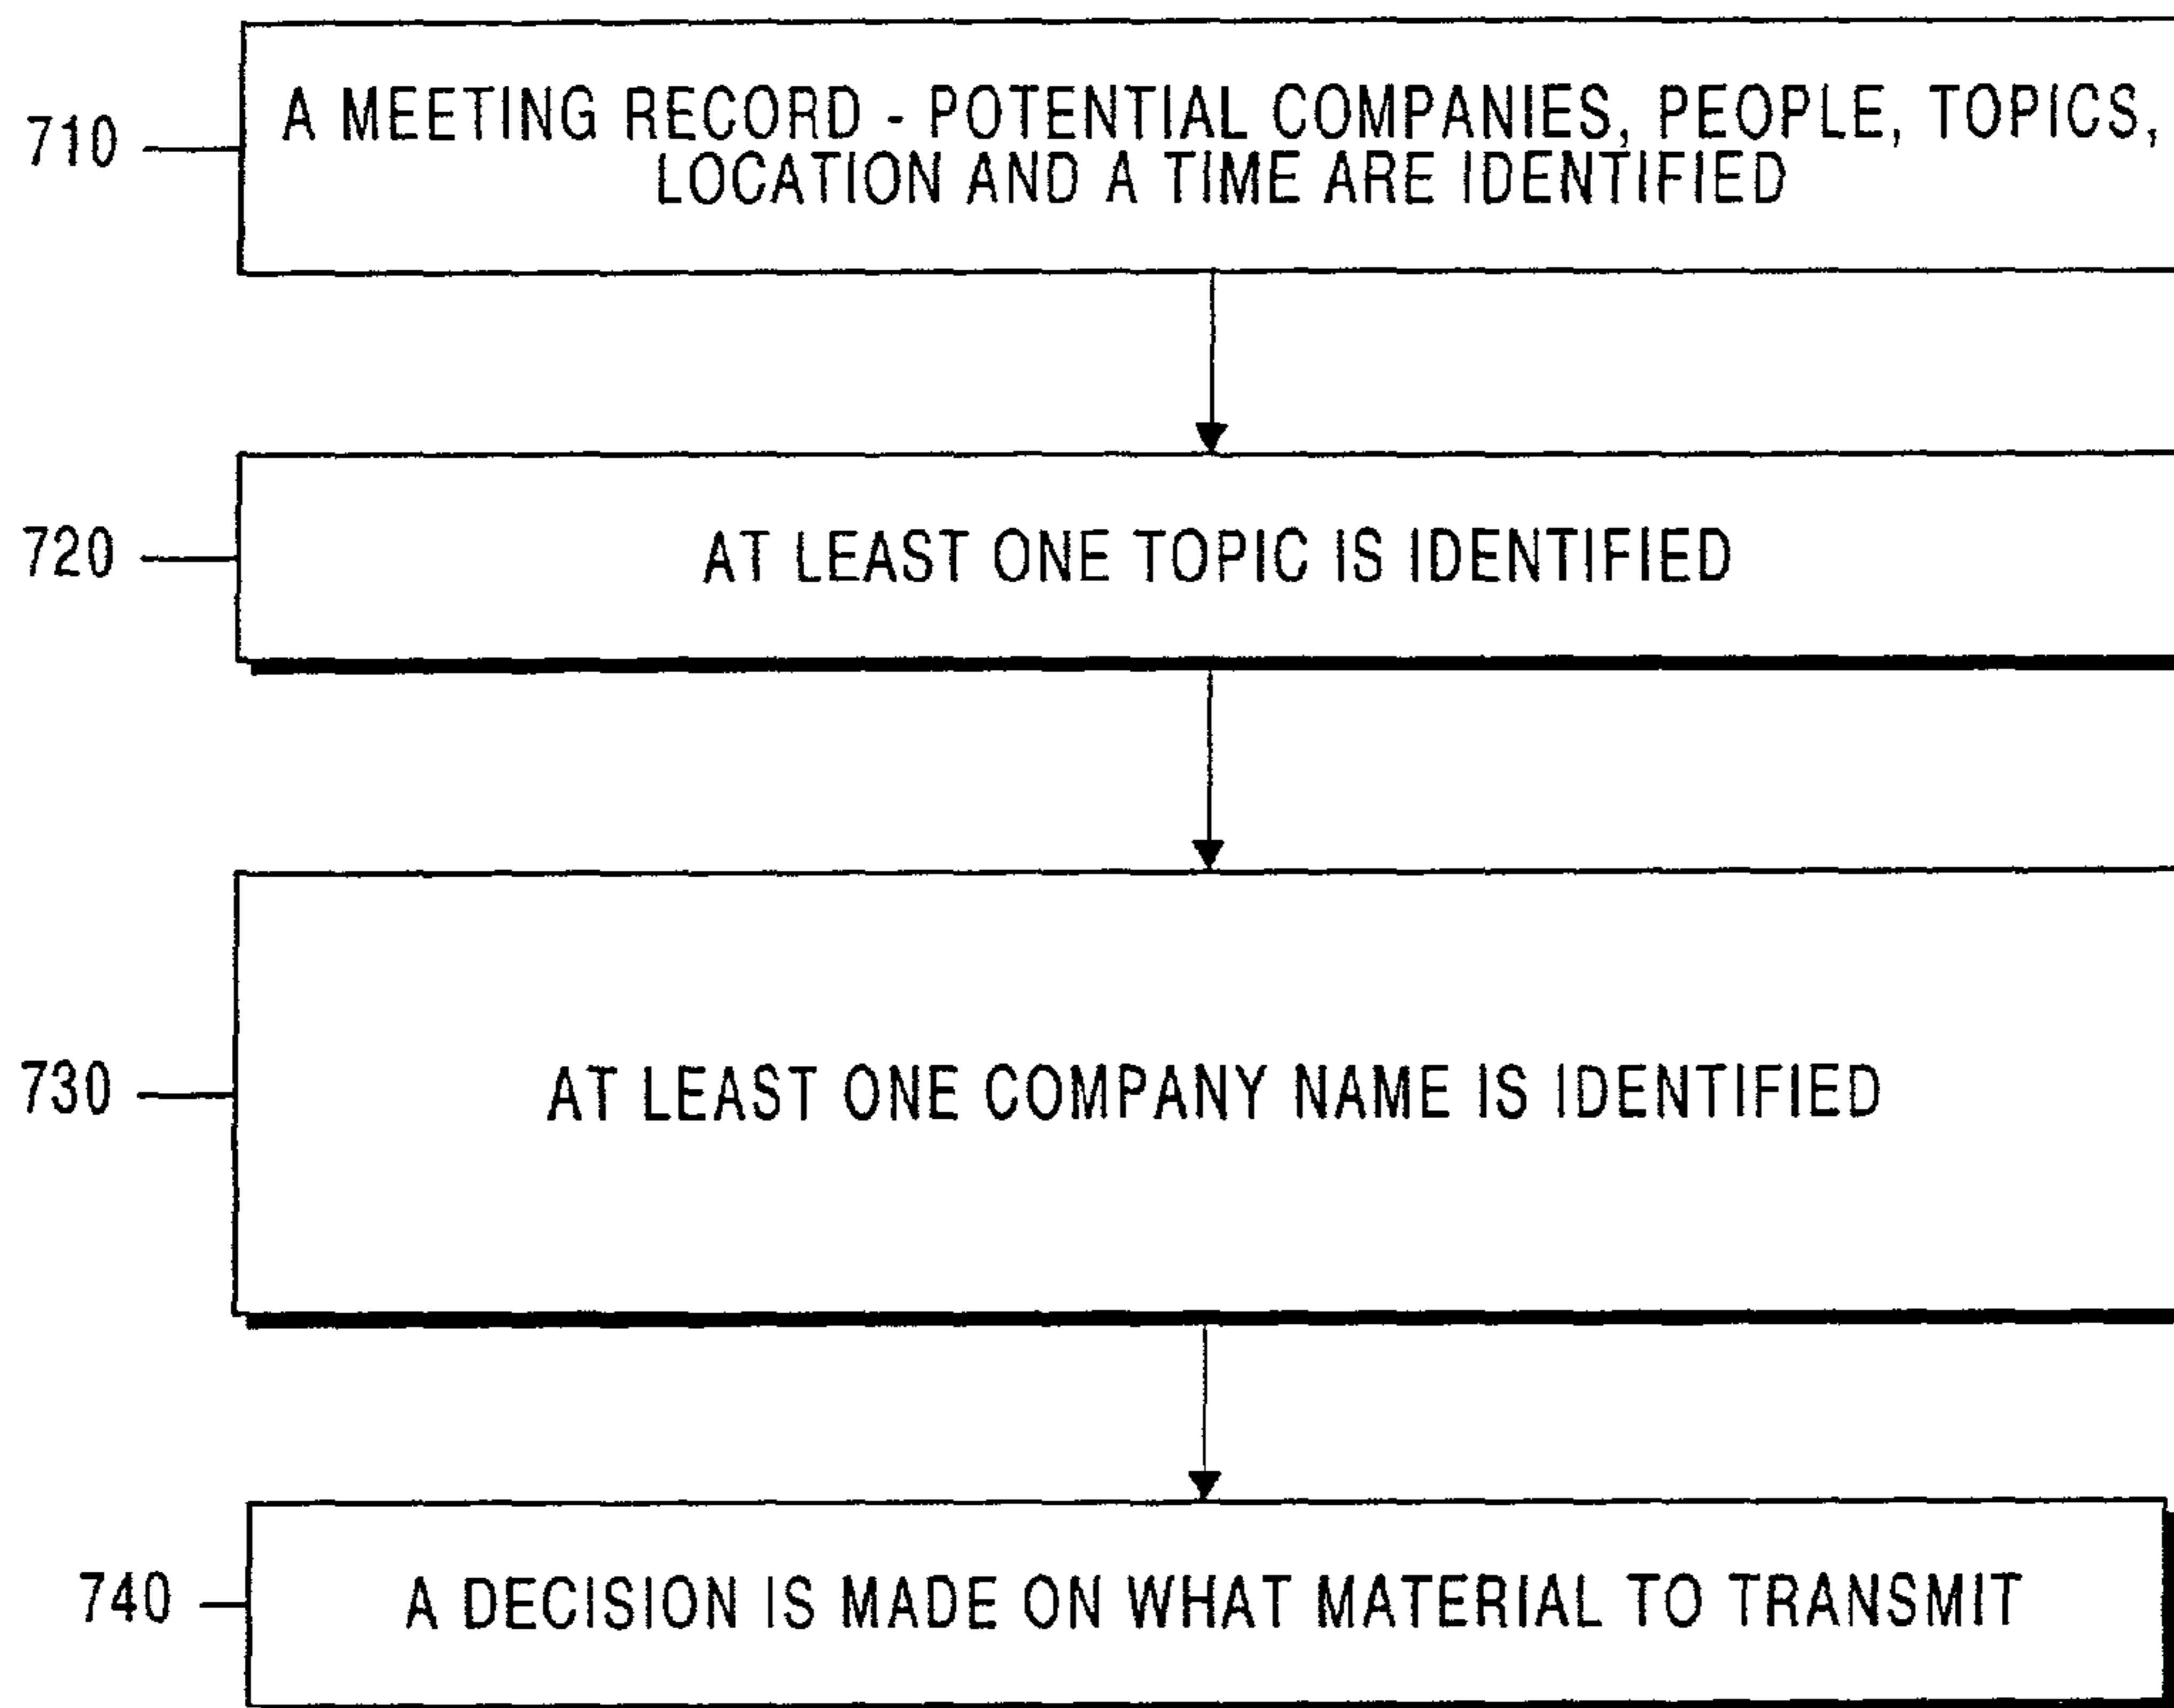 710
A MEETING RECORD - POTENTIAL COMPANIES, PEOPLE, TOPICS,
LOCATION AND A TIME ARE IDENTIFIED
720
AT LEAST ONE TOPIC IS IDENTIFIED
730
AT LEAST ONE COMPANY NAME IS IDENTIFIED
740
A DECISION IS MADE ON WHAT MATERIAL TO TRANSMIT